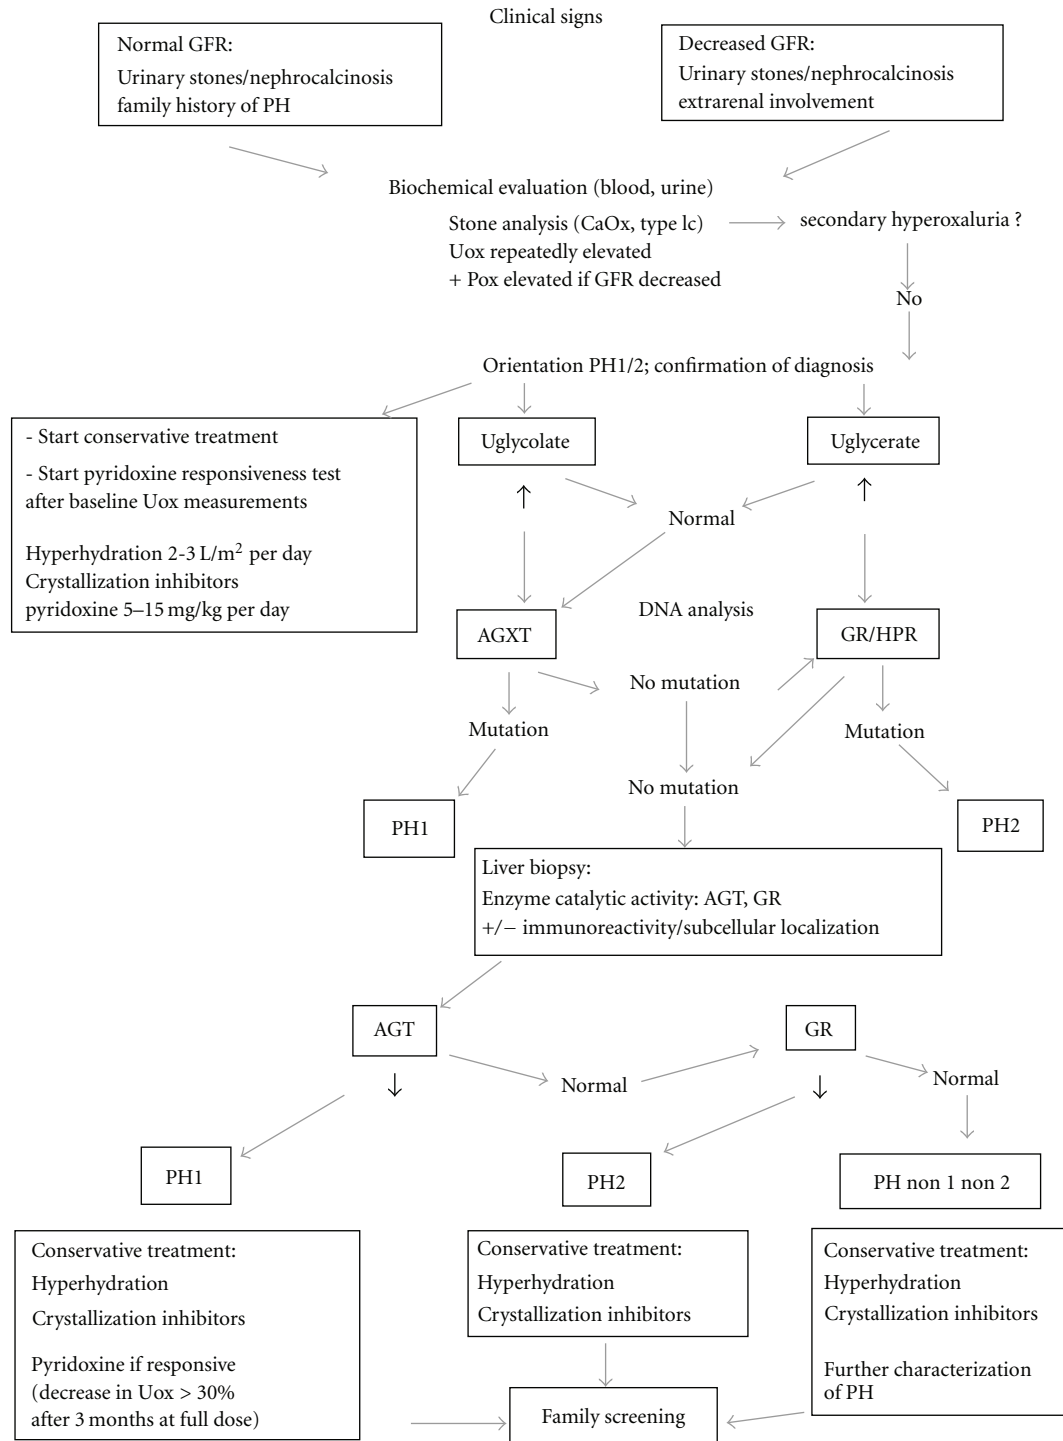 Clinical signs
Normal GFR:
Urinary stones/nephrocalcinosis
family history of PH
Decreased GFR:
Urinary stones/nephrocalcinosis
extrarenal involvement
Biochemical evaluation (blood, urine)
Stone analysis (CaOx, type lc)
Uox repeatedly elevated
+ Pox elevated if GFR decreased
secondary hyperoxaluria ?
No
Orientation PH1/2; confirmation of diagnosis
- Start conservative treatment
- Start pyridoxine responsiveness test
after baseline Uox measurements
Hyperhydration 2-3 L/m² per day
Crystallization inhibitors
pyridoxine 5–15 mg/kg per day
Uglycolate
Uglycerate
↑
↑
Normal
DNA analysis
AGXT
GR/HPR
No mutation
Mutation
Mutation
No mutation
PH1
PH2
Liver biopsy:
Enzyme catalytic activity: AGT, GR
+/− immunoreactivity/subcellular localization
AGT
GR
↓
Normal
↓
Normal
PH1
PH2
PH non 1 non 2
Conservative treatment:
Hyperhydration
Crystallization inhibitors
Pyridoxine if responsive
(decrease in Uox > 30%
after 3 months at full dose)
Conservative treatment:
Hyperhydration
Crystallization inhibitors
Conservative treatment:
Hyperhydration
Crystallization inhibitors
Further characterization
of PH
Family screening